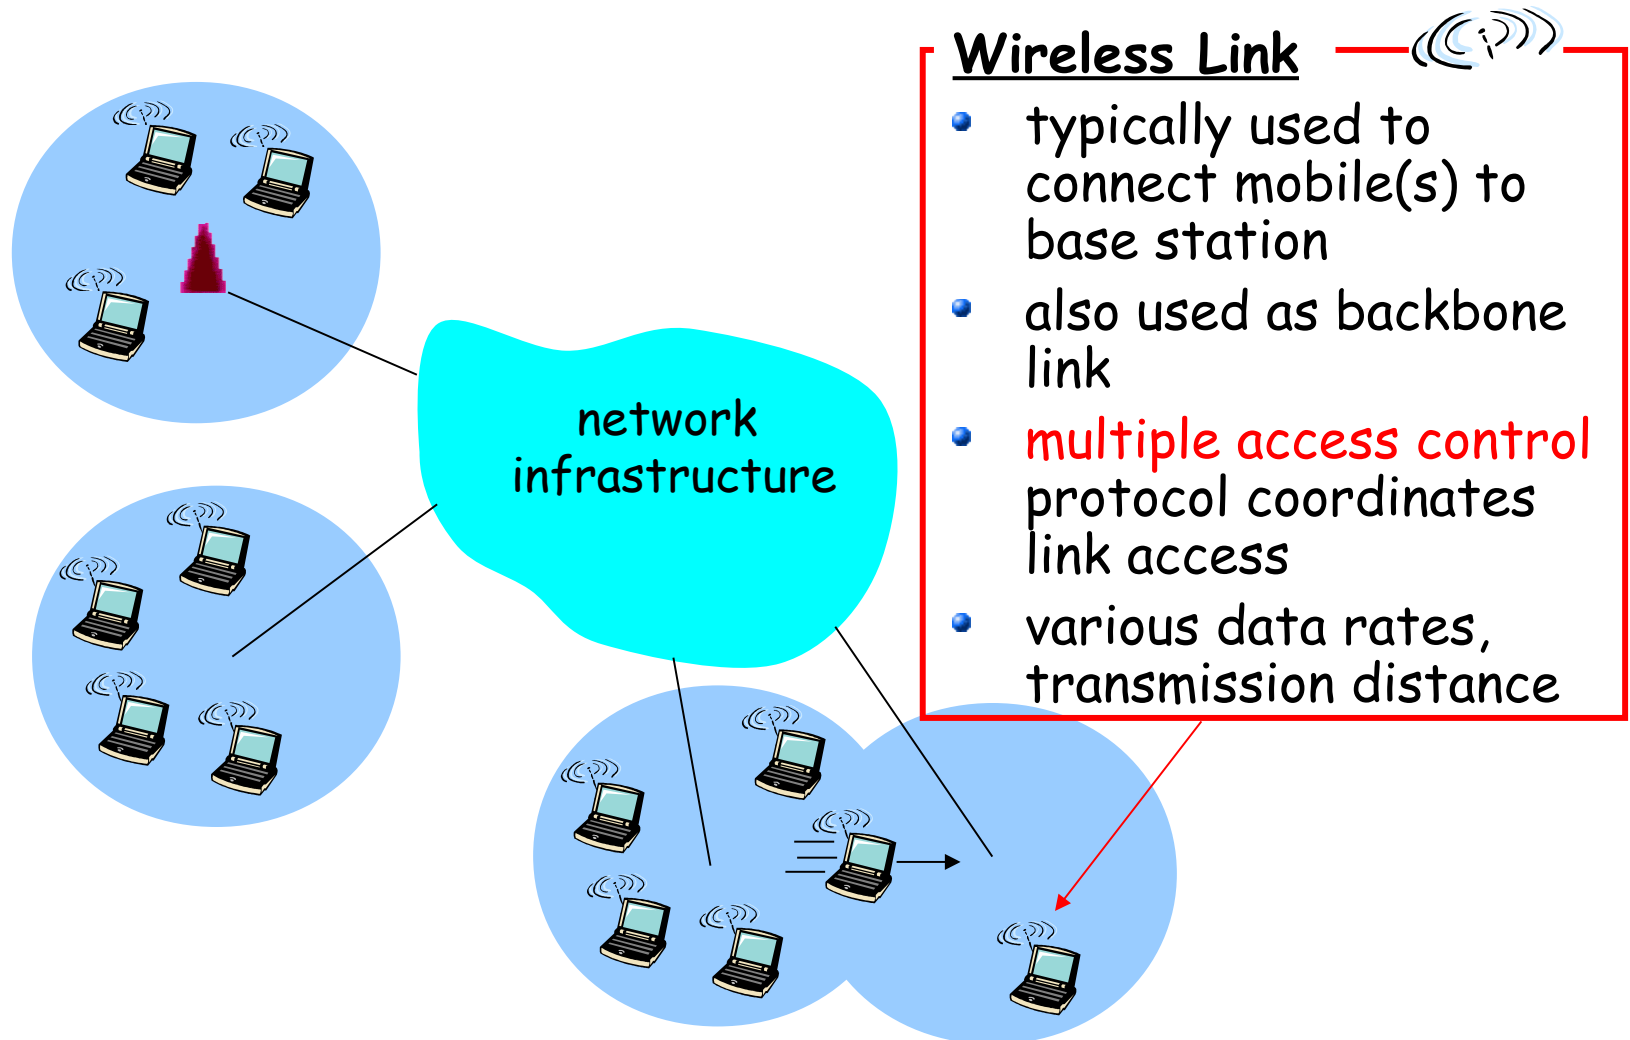 Wireless Link
typically used to
connect mobile(s) to
base station
also used as backbone
link
multiple access control
protocol coordinates
link access
various data rates,
transmission distance
network
infrastructure